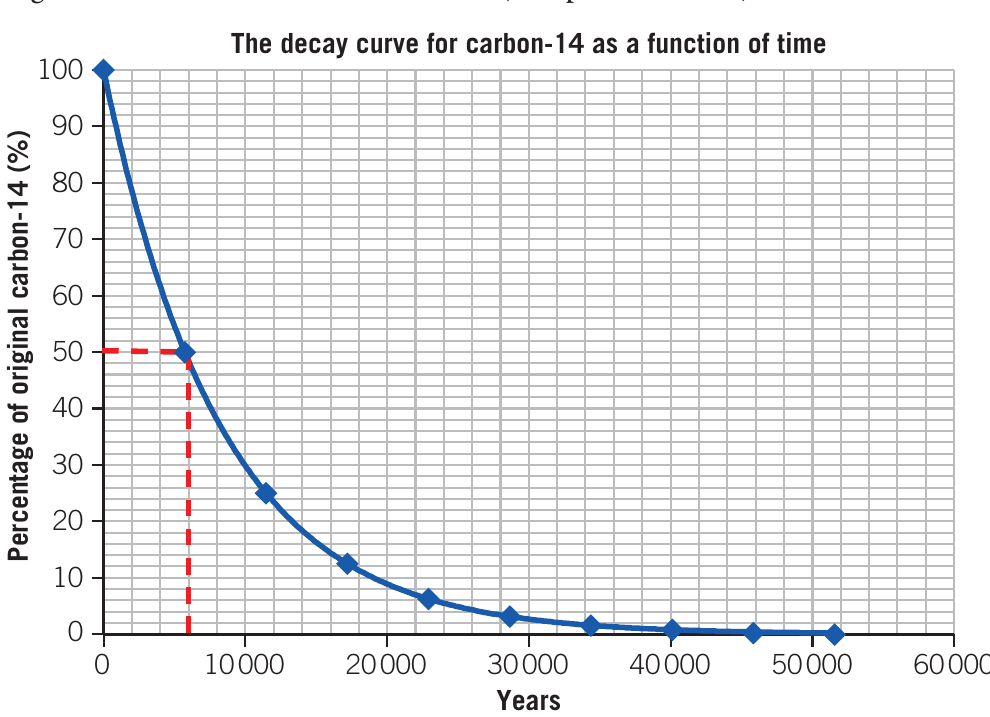 The decay curve for carbon-14 as a function of time
Percentage of original carbon-14 (%)
100
90
80
70
60
50
40
30
20
10
0
0 10000 20000 30000 40000 50000 60000
Years